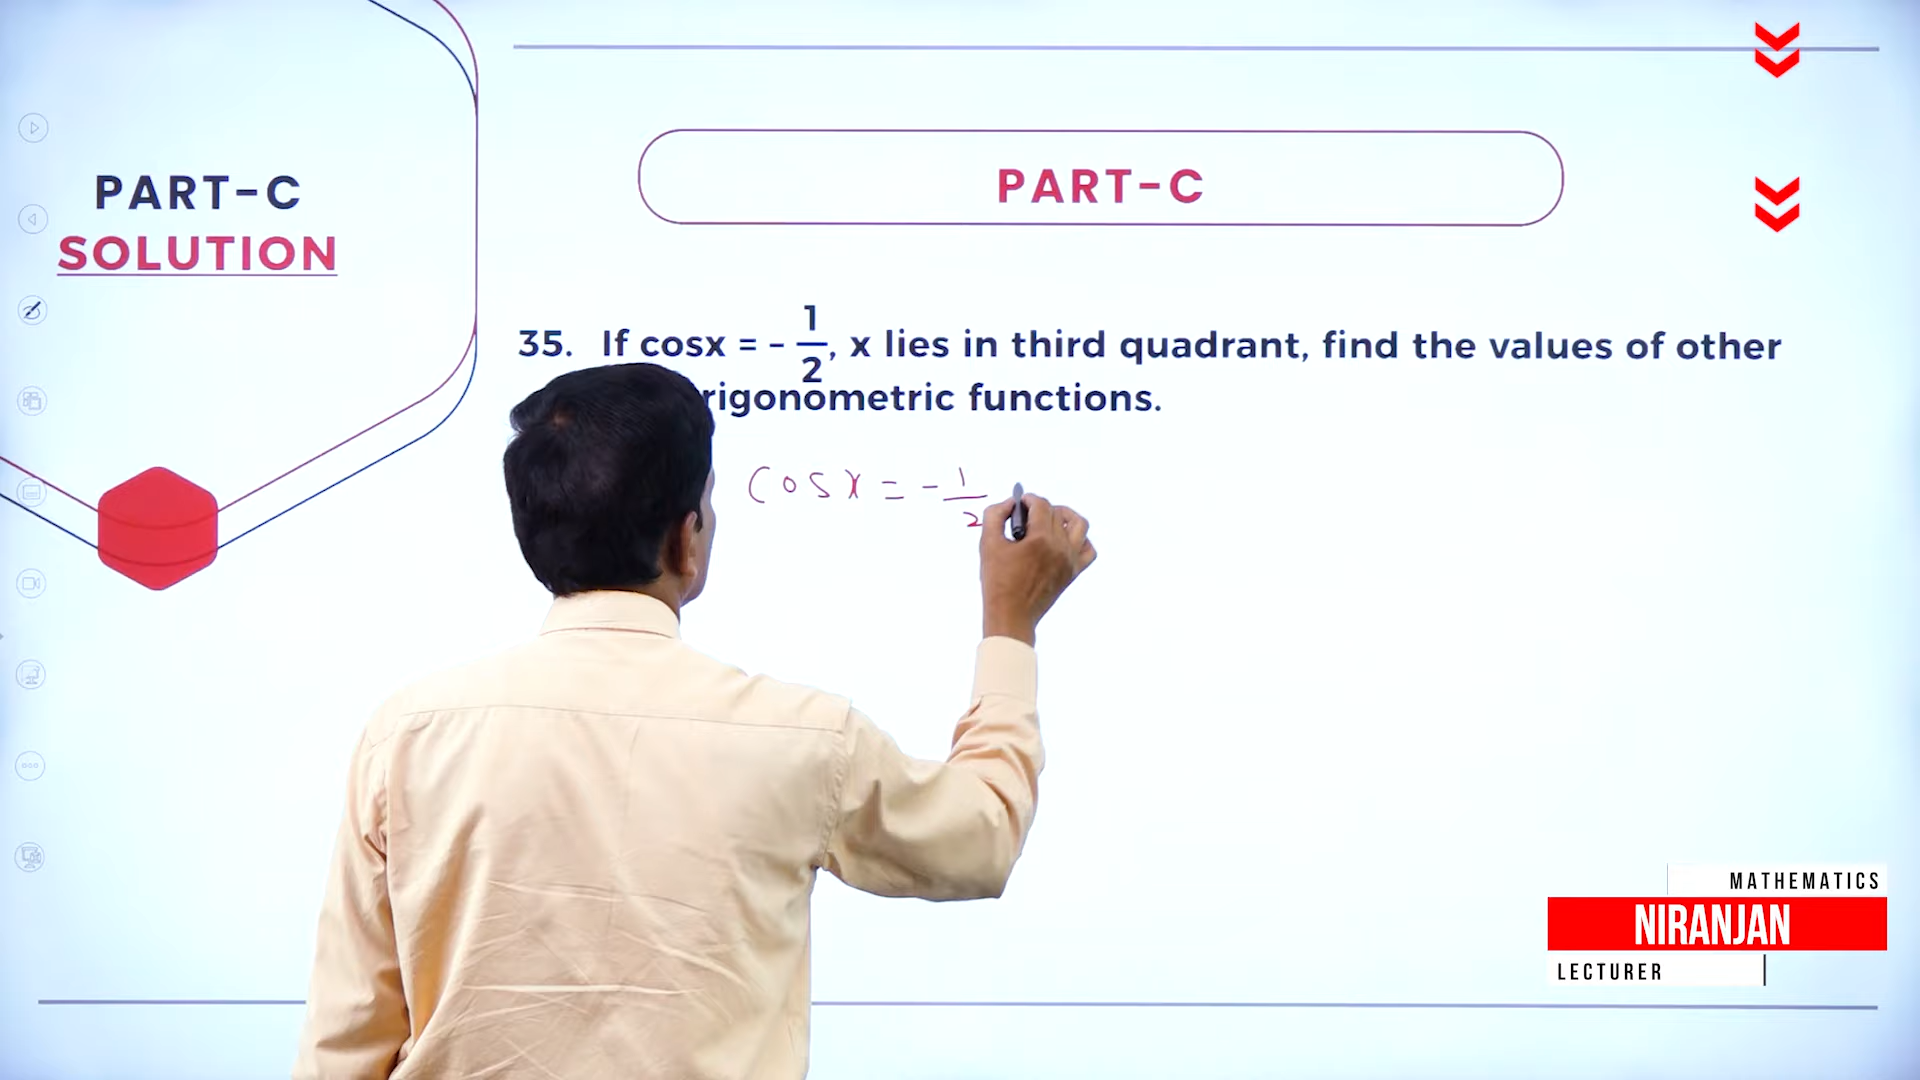 PART-C
SOLUTION
PART-C
35. If cosx = - 1/2, x lies in third quadrant, find the values of other
rigonometric functions.
cosx = - 1/2
MATHEMATICS
NIRANJAN
LECTURER